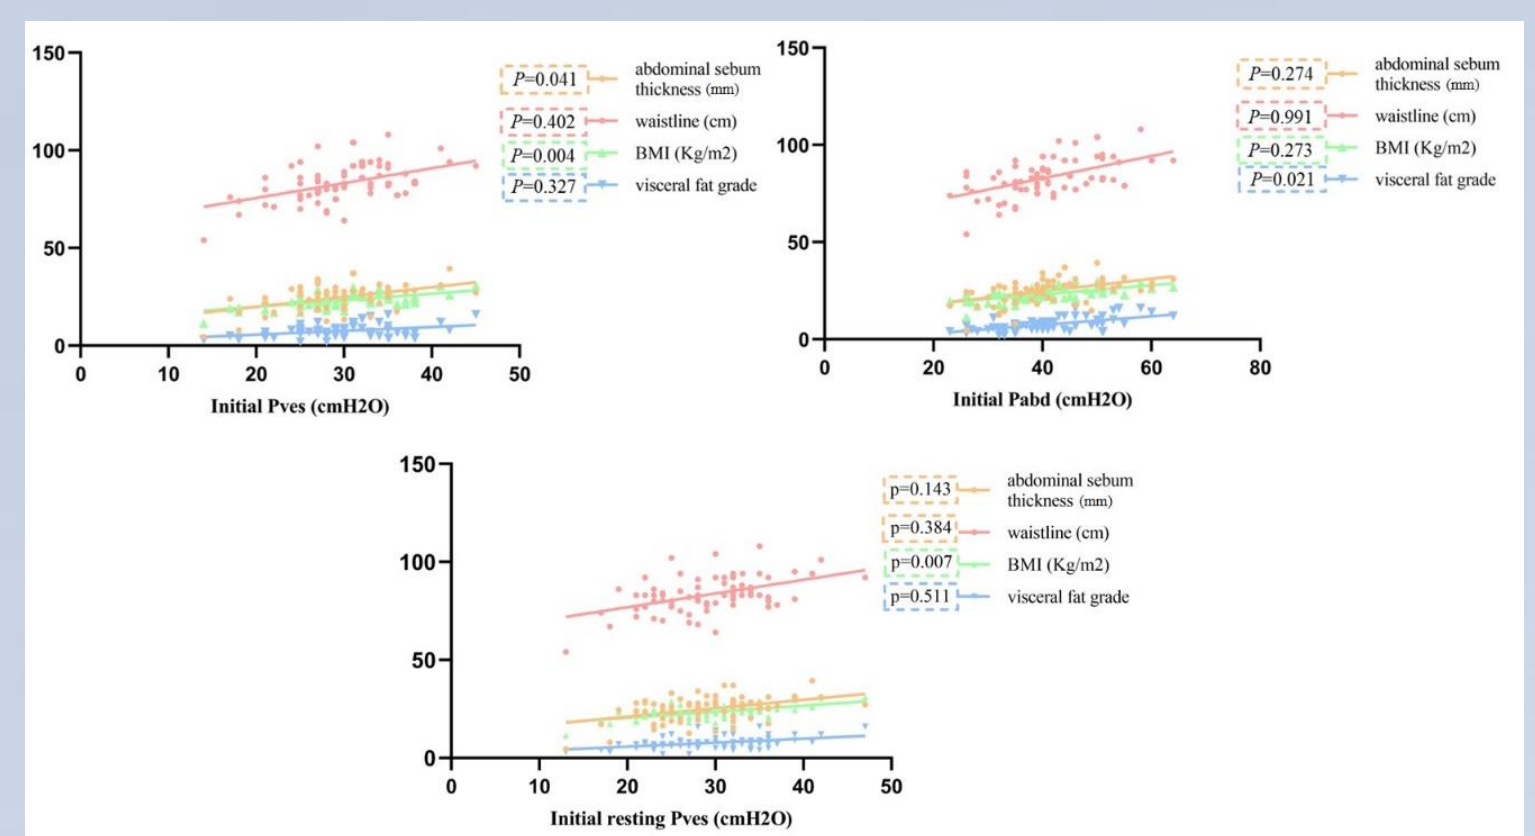 150
100
50
0
0 10 20 30 40 50
Initial Pves (cmH2O)
P=0.041 abdominal sebum
thickness (mm)
P=0.402 waistline (cm)
P=0.004 BMI (Kg/m2)
P=0.327 visceral fat grade
150
100
50
0
0 20 40 60 80
Initial Pabd (cmH2O)
P=0.274 abdominal sebum
thickness (mm)
P=0.991 waistline (cm)
P=0.273 BMI (Kg/m2)
P=0.021 visceral fat grade
150
100
50
0
0 10 20 30 40 50
Initial resting Pves (cmH2O)
p=0.143 abdominal sebum
thickness (mm)
p=0.384 waistline (cm)
p=0.007 BMI (Kg/m2)
p=0.511 visceral fat grade